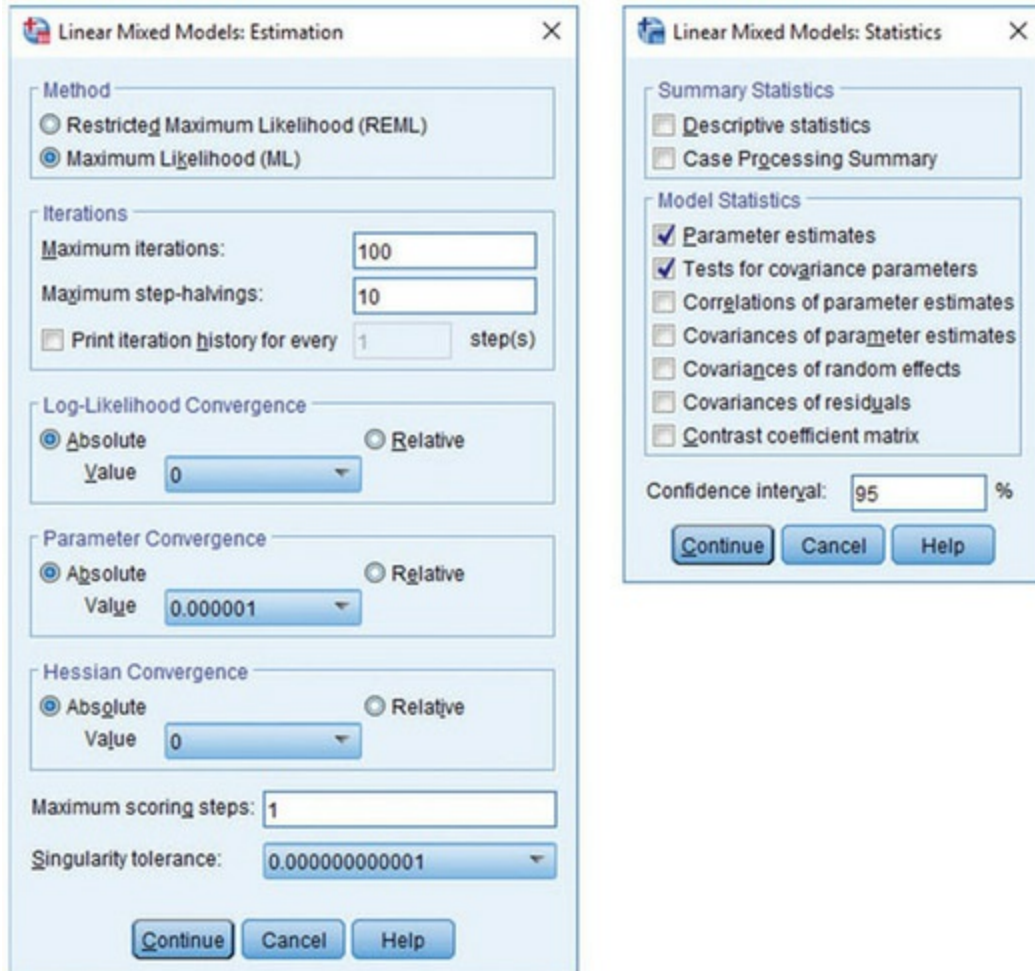 Linear Mixed Models: Estimation
Method
Restricted Maximum Likelihood (REML)
Maximum Likelihood (ML)
Iterations
Maximum iterations: 100
Maximum step-halvings: 10
Print iteration history for every 1 step(s)
Log-Likelihood Convergence
Absolute Relative
Value 0
Parameter Convergence
Absolute Relative
Value 0.000001
Hessian Convergence
Absolute Relative
Value 0
Maximum scoring steps: 1
Singularity tolerance: 0.000000000001
Continue Cancel Help
Linear Mixed Models: Statistics
Summary Statistics
Descriptive statistics
Case Processing Summary
Model Statistics
Parameter estimates
Tests for covariance parameters
Correlations of parameter estimates
Covariances of parameter estimates
Covariances of random effects
Covariances of residuals
Contrast coefficient matrix
Confidence interval: 95 %
Continue Cancel Help